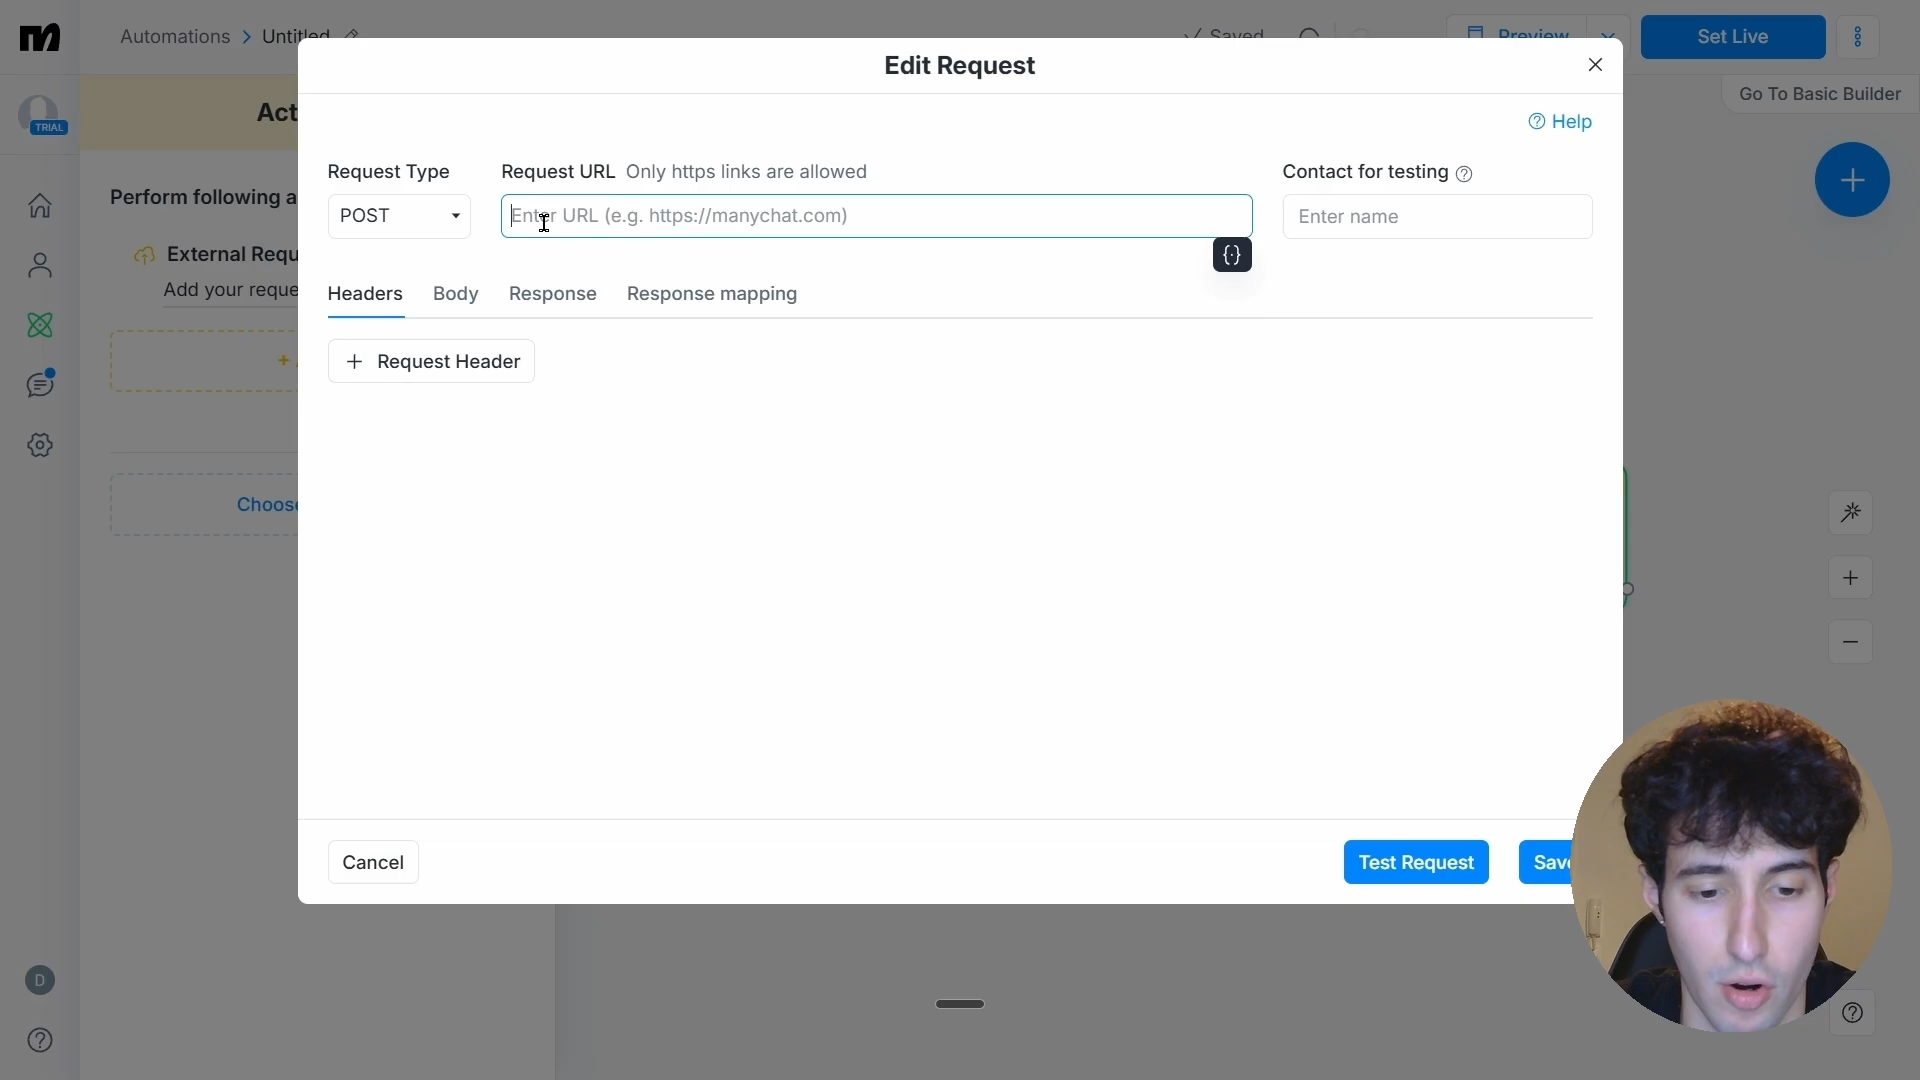 Automations > Untitled
Saved
Preview
Set Live
Go To Basic Builder
TRIAL
Act
Perform following a
External Requ
Add your reque
Choose
Edit Request
Help
Request Type
Request URL Only https links are allowed
Contact for testing
POST
Enter URL (e.g. https://manychat.com)
Enter name
{·}
Headers
Body
Response
Response mapping
+ Request Header
Cancel
Test Request
Save
D